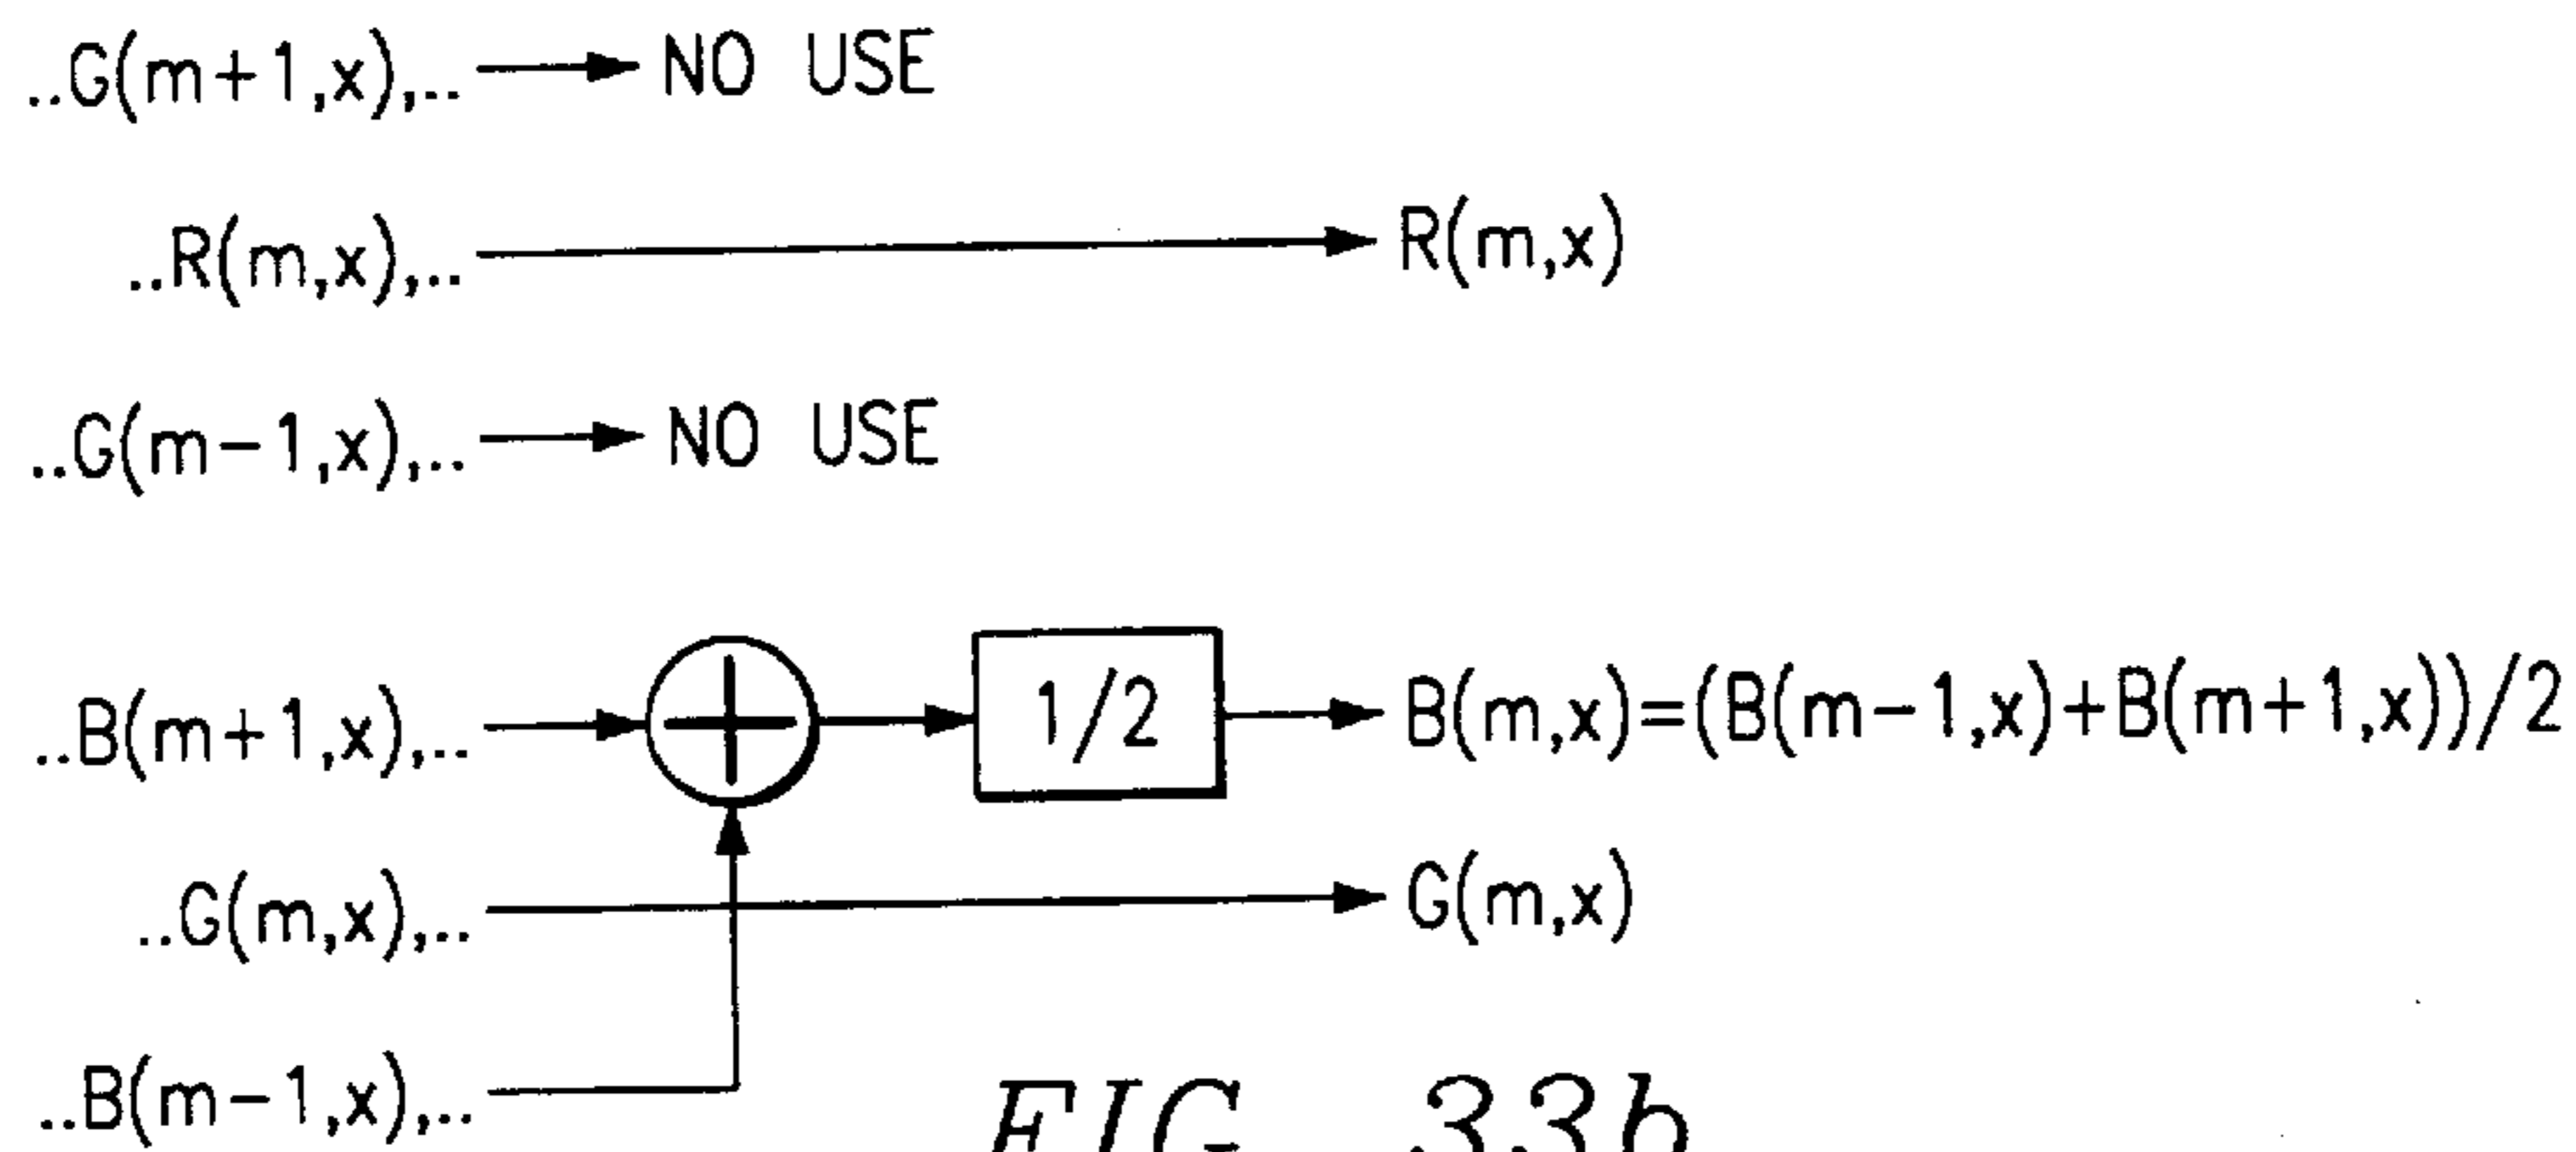 ..G(m+1,x),.. NO USE
..R(m,x),.. R(m,x)
..G(m-1,x),.. NO USE
..B(m+1,x),.. + 1/2 B(m,x)=(B(m-1,x)+B(m+1,x))/2
..G(m,x),.. G(m,x)
..B(m-1,x),..
FIG. 33b